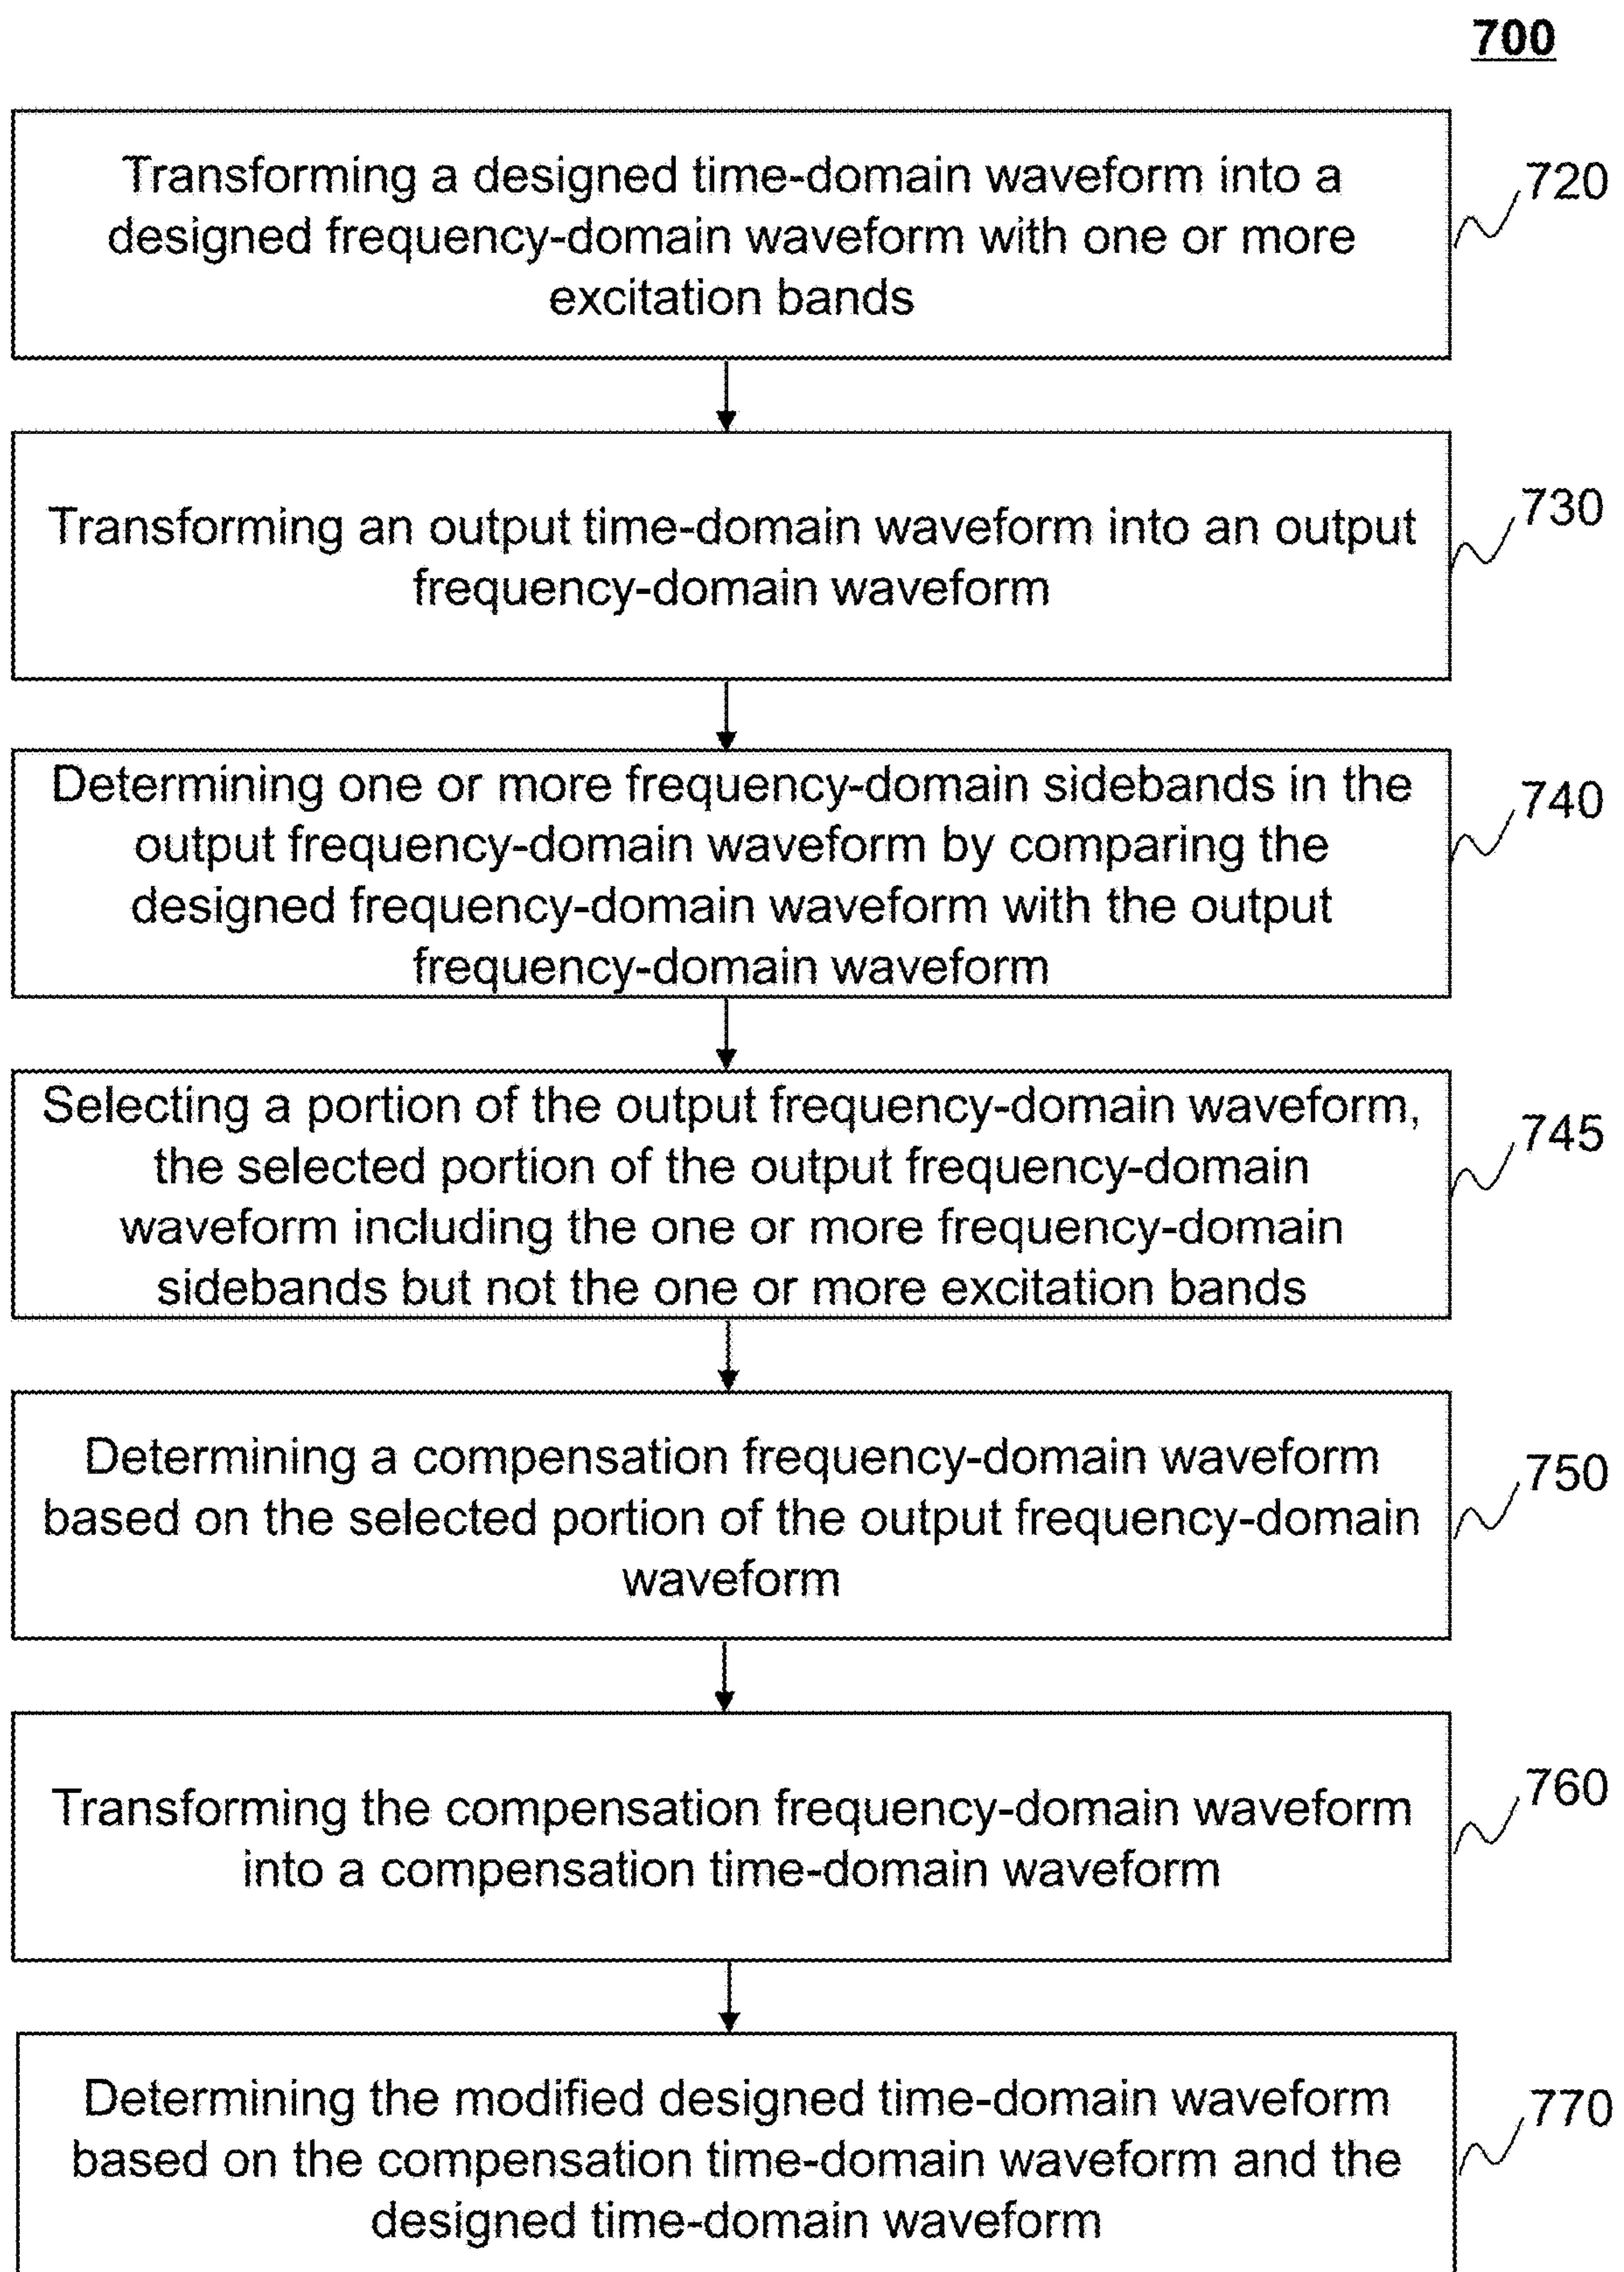 700
Transforming a designed time-domain waveform into a
designed frequency-domain waveform with one or more
excitation bands
720
Transforming an output time-domain waveform into an output
frequency-domain waveform
730
Determining one or more frequency-domain sidebands in the
output frequency-domain waveform by comparing the
designed frequency-domain waveform with the output
frequency-domain waveform
740
Selecting a portion of the output frequency-domain waveform,
the selected portion of the output frequency-domain
waveform including the one or more frequency-domain
sidebands but not the one or more excitation bands
745
Determining a compensation frequency-domain waveform
based on the selected portion of the output frequency-domain
waveform
750
Transforming the compensation frequency-domain waveform
into a compensation time-domain waveform
760
Determining the modified designed time-domain waveform
based on the compensation time-domain waveform and the
designed time-domain waveform
770